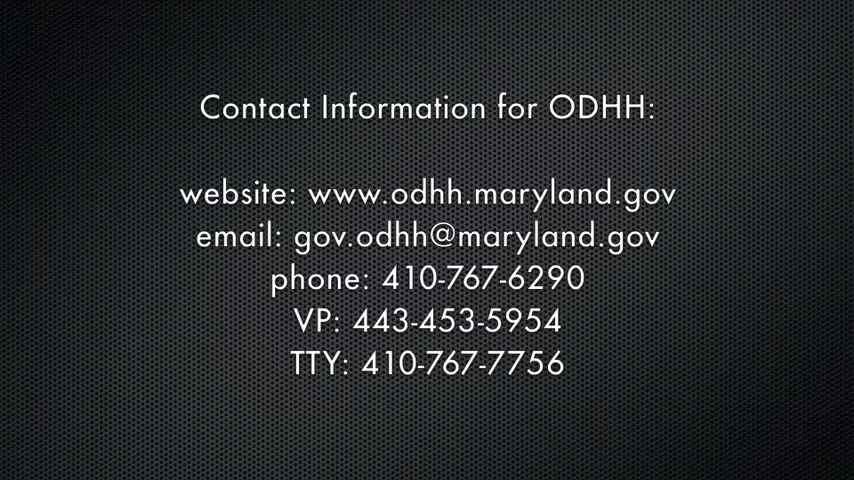 Contact Information for ODHH:
website: www.odhh.maryland.gov
email: gov.odhh@maryland.gov
phone: 410-767-6290
VP: 443-453-5954
TTY: 410-767-7756